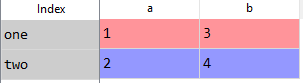 Index a b
one 1 3
two 2 4